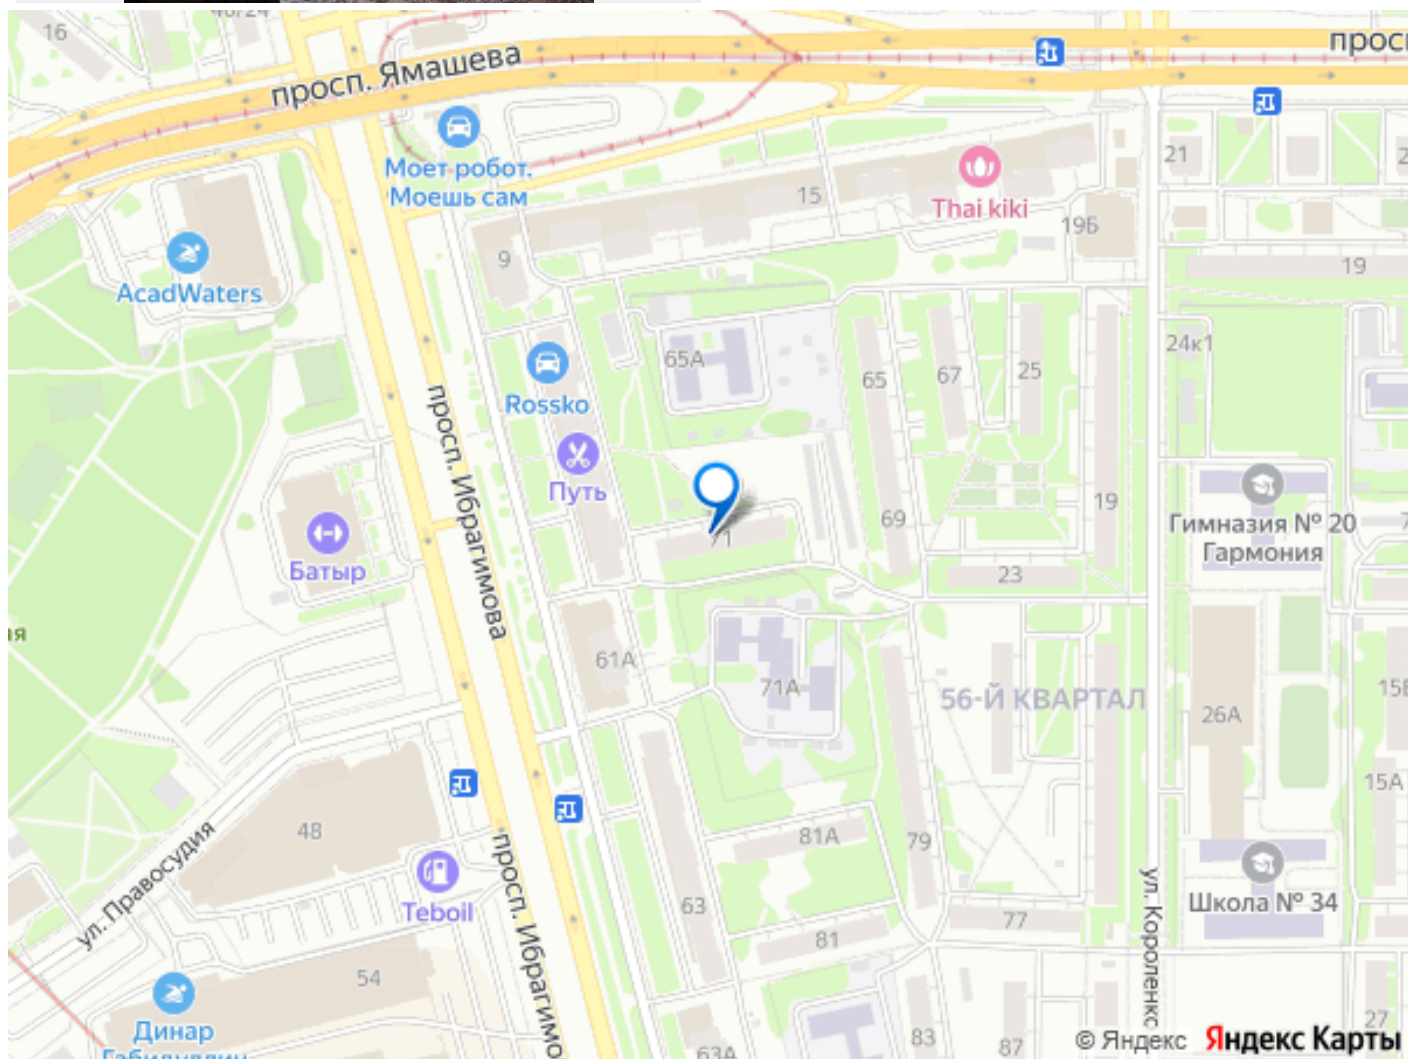 16
просп. Ямашева
Моет робот.
Моешь сам
15
Thai kiki
21
19Б
9
AcadWaters
19
24к1
65А
65
67
25
Rossko
просп. Ибрагимова
Путь
71
69
19
Гимназия № 20
Гармония
Батыр
23
61А
71А
56-Й КВАРТАЛ
26А
15А
48
81А
79
ул. Правосудия
Teboil
63
81
77
ул. Короленко
Школа № 34
просп. Ибрагимо
54
Динар
Габидуллин
63А
83
87
27
© Яндекс Яндекс Карты